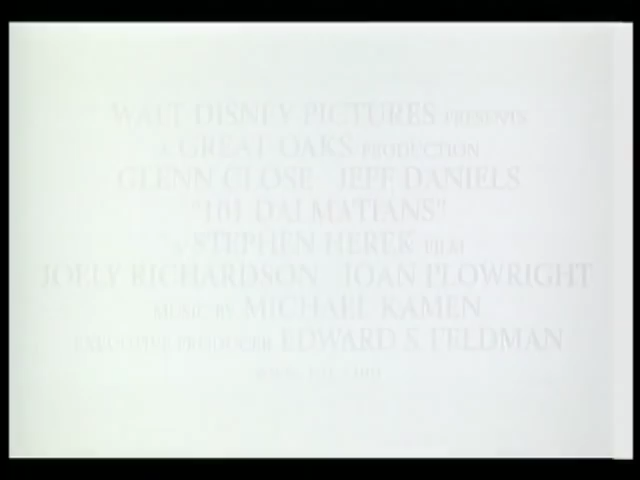 WALT DISNEY PICTURES PRESENTS
A GREAT OAKS PRODUCTION
GLENN CLOSE JEFF DANIELS
"101 DALMATIANS"
A STEPHEN HEREK FILM
JOELY RICHARDSON JOAN PLOWRIGHT
MUSIC BY MICHAEL KAMEN
EXECUTIVE PRODUCER EDWARD S. FELDMAN